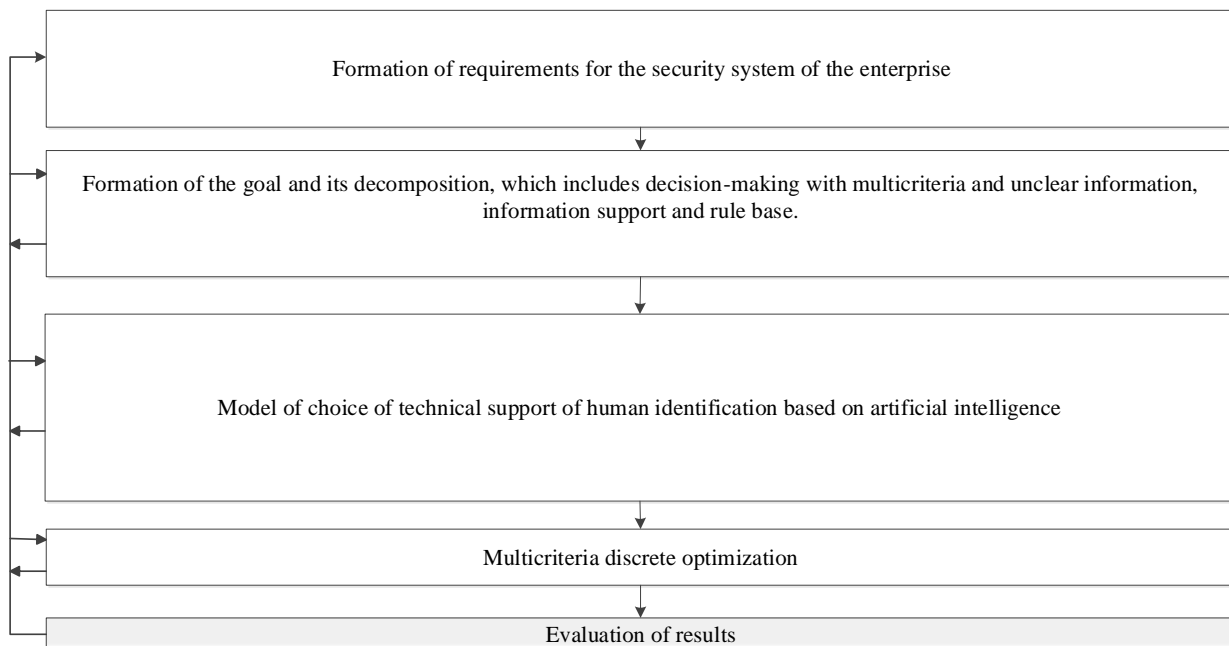 Formation of requirements for the security system of the enterprise
Formation of the goal and its decomposition, which includes decision-making with multicriteria and unclear information,
information support and rule base.
Model of choice of technical support of human identification based on artificial intelligence
Multicriteria discrete optimization
Evaluation of results